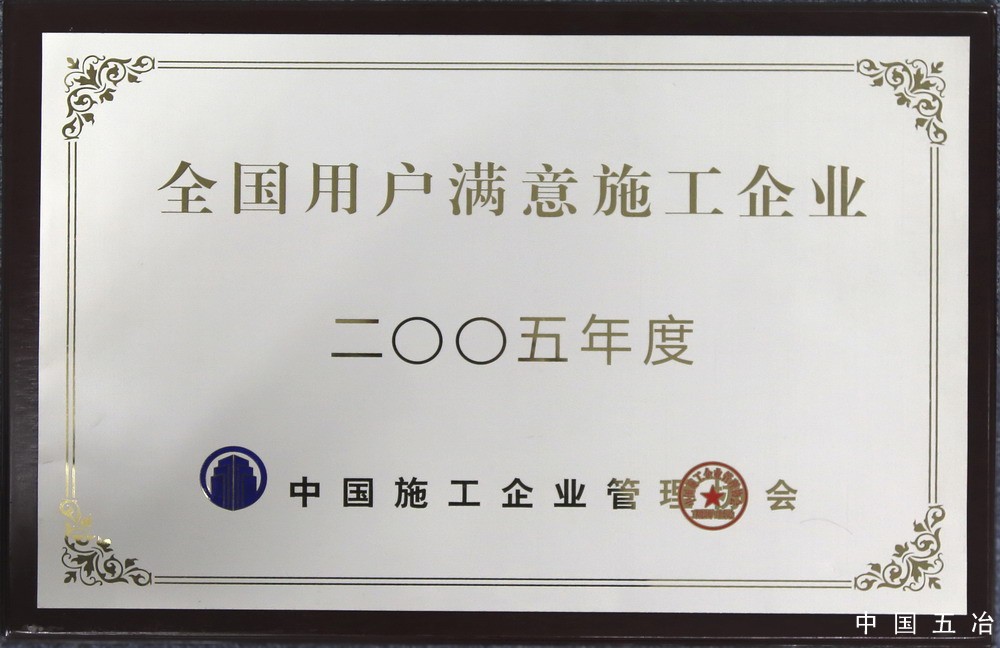 全国用户满意施工企业
二〇〇五年度
中国施工企业管理协会
中国五冶